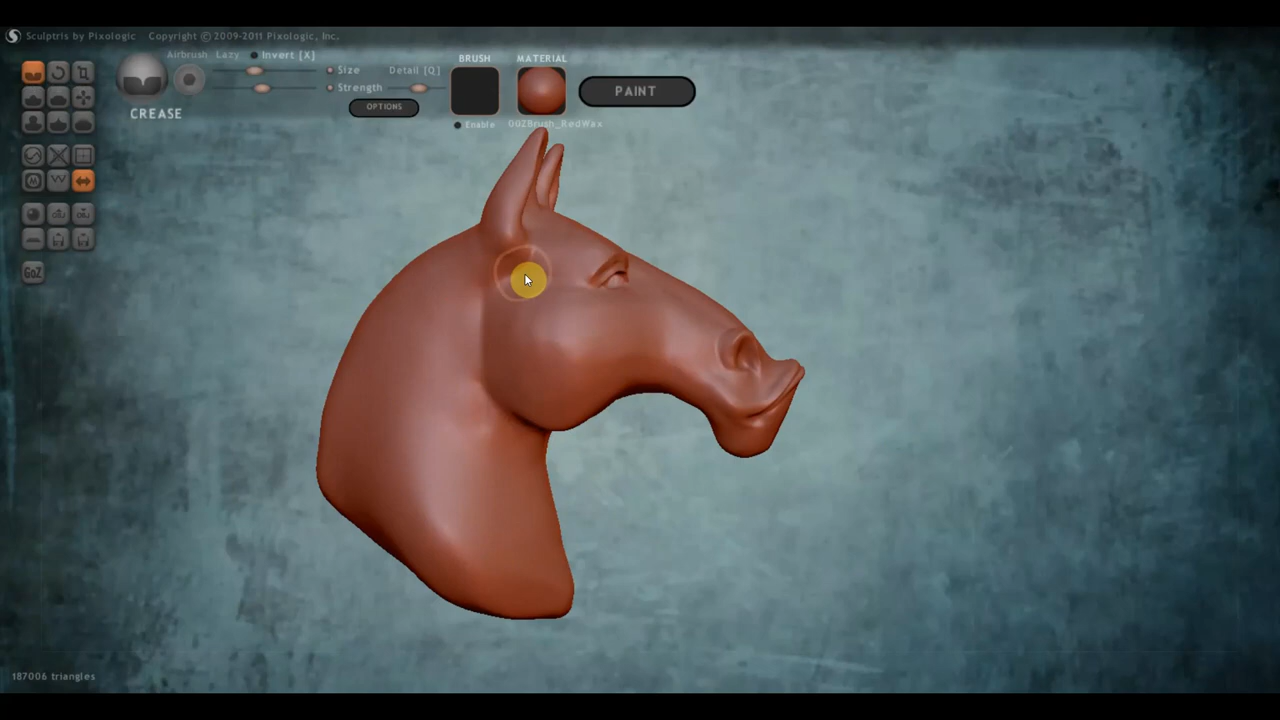 Sculptris by Pixologic Copyright © 2009-2011 Pixologic, Inc.
Airbrush Lazy Invert [X]
Size Detail [Q]
Strength
OPTIONS
CREASE
BRUSH
Enable
MATERIAL
00ZBrush_RedWax
PAINT
GoZ
187006 triangles